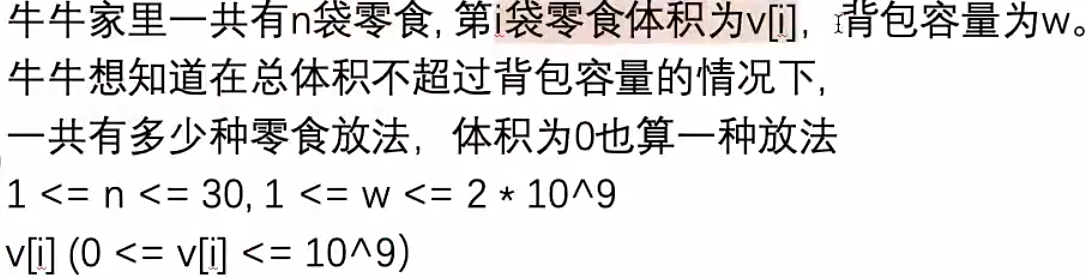 牛牛家里一共有n袋零食, 第i袋零食体积为v[i]，背包容量为w。
牛牛想知道在总体积不超过背包容量的情况下,
一共有多少种零食放法，体积为0也算一种放法
1 <= n <= 30, 1 <= w <= 2 * 10^9
v[i] (0 <= v[i] <= 10^9）